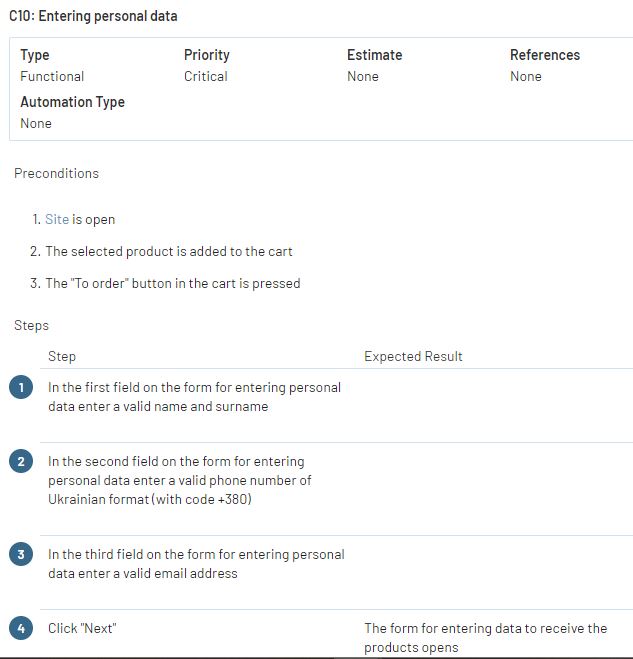 C10: Entering personal data
Type Priority Estimate References
Functional Critical None None
Automation Type
None
Preconditions
1. Site is open
2. The selected product is added to the cart
3. The "To order" button in the cart is pressed
Steps
Step Expected Result
1 In the first field on the form for entering personal
data enter a valid name and surname
2 In the second field on the form for entering
personal data enter a valid phone number of
Ukrainian format (with code +380)
3 In the third field on the form for entering personal
data enter a valid email address
4 Click "Next" The form for entering data to receive the
products opens